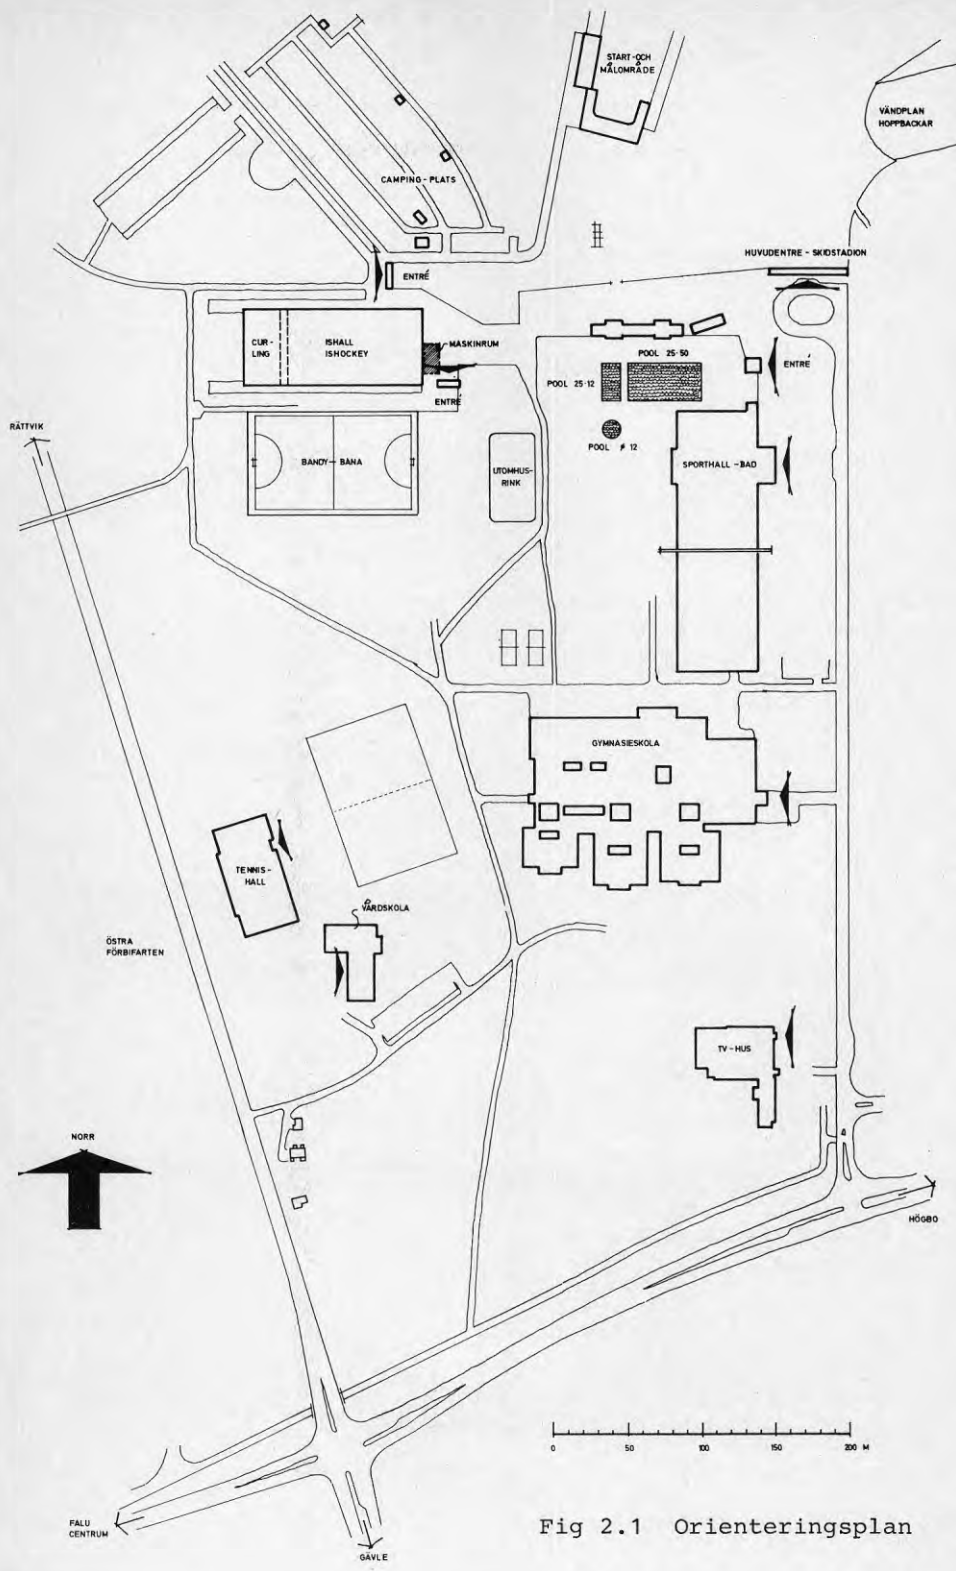 START-OCH
MÅLOMRÅDE
VÄNDPLAN
HOPPBACKAR
CAMPING-PLATS
HUVUDENTRE - SKIDSTADION
ENTRÉ
CUR-
LING
ISHALL
ISHOCKEY
MASKINRUM
POOL 25-50
ENTRÉ
POOL 25-12
ENTRÉ
RÄTTVIK
POOL ø 12
BANDY-BANA
UTOMHUS-
RINK
SPORTHALL-BAD
GYMNASIESKOLA
TENNIS-
HALL
VÅRDSKOLA
ÖSTRA
FÖRBIFARTEN
TV-HUS
NORR
HÖGBO
0 50 100 150 200 M
FALU
CENTRUM
GÄVLE
Fig 2.1 Orienteringsplan